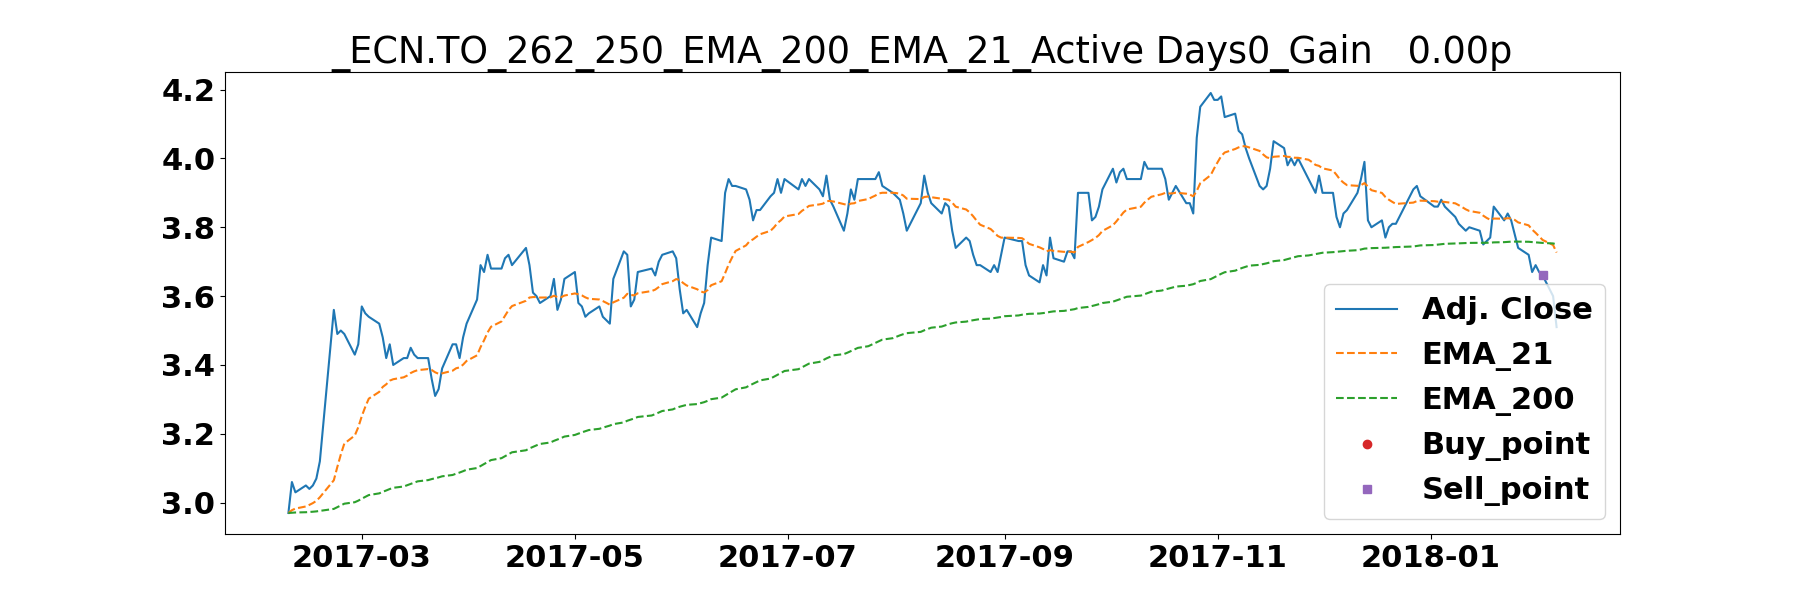 _ECN.TO_262_250_EMA_200_EMA_21_Active Days0_Gain   0.00p
4.2
4.0
3.8
3.6
3.4
3.2
3.0
Adj. Close
EMA_21
EMA_200
Buy_point
Sell_point
2017-03 2017-05 2017-07 2017-09 2017-11 2018-01